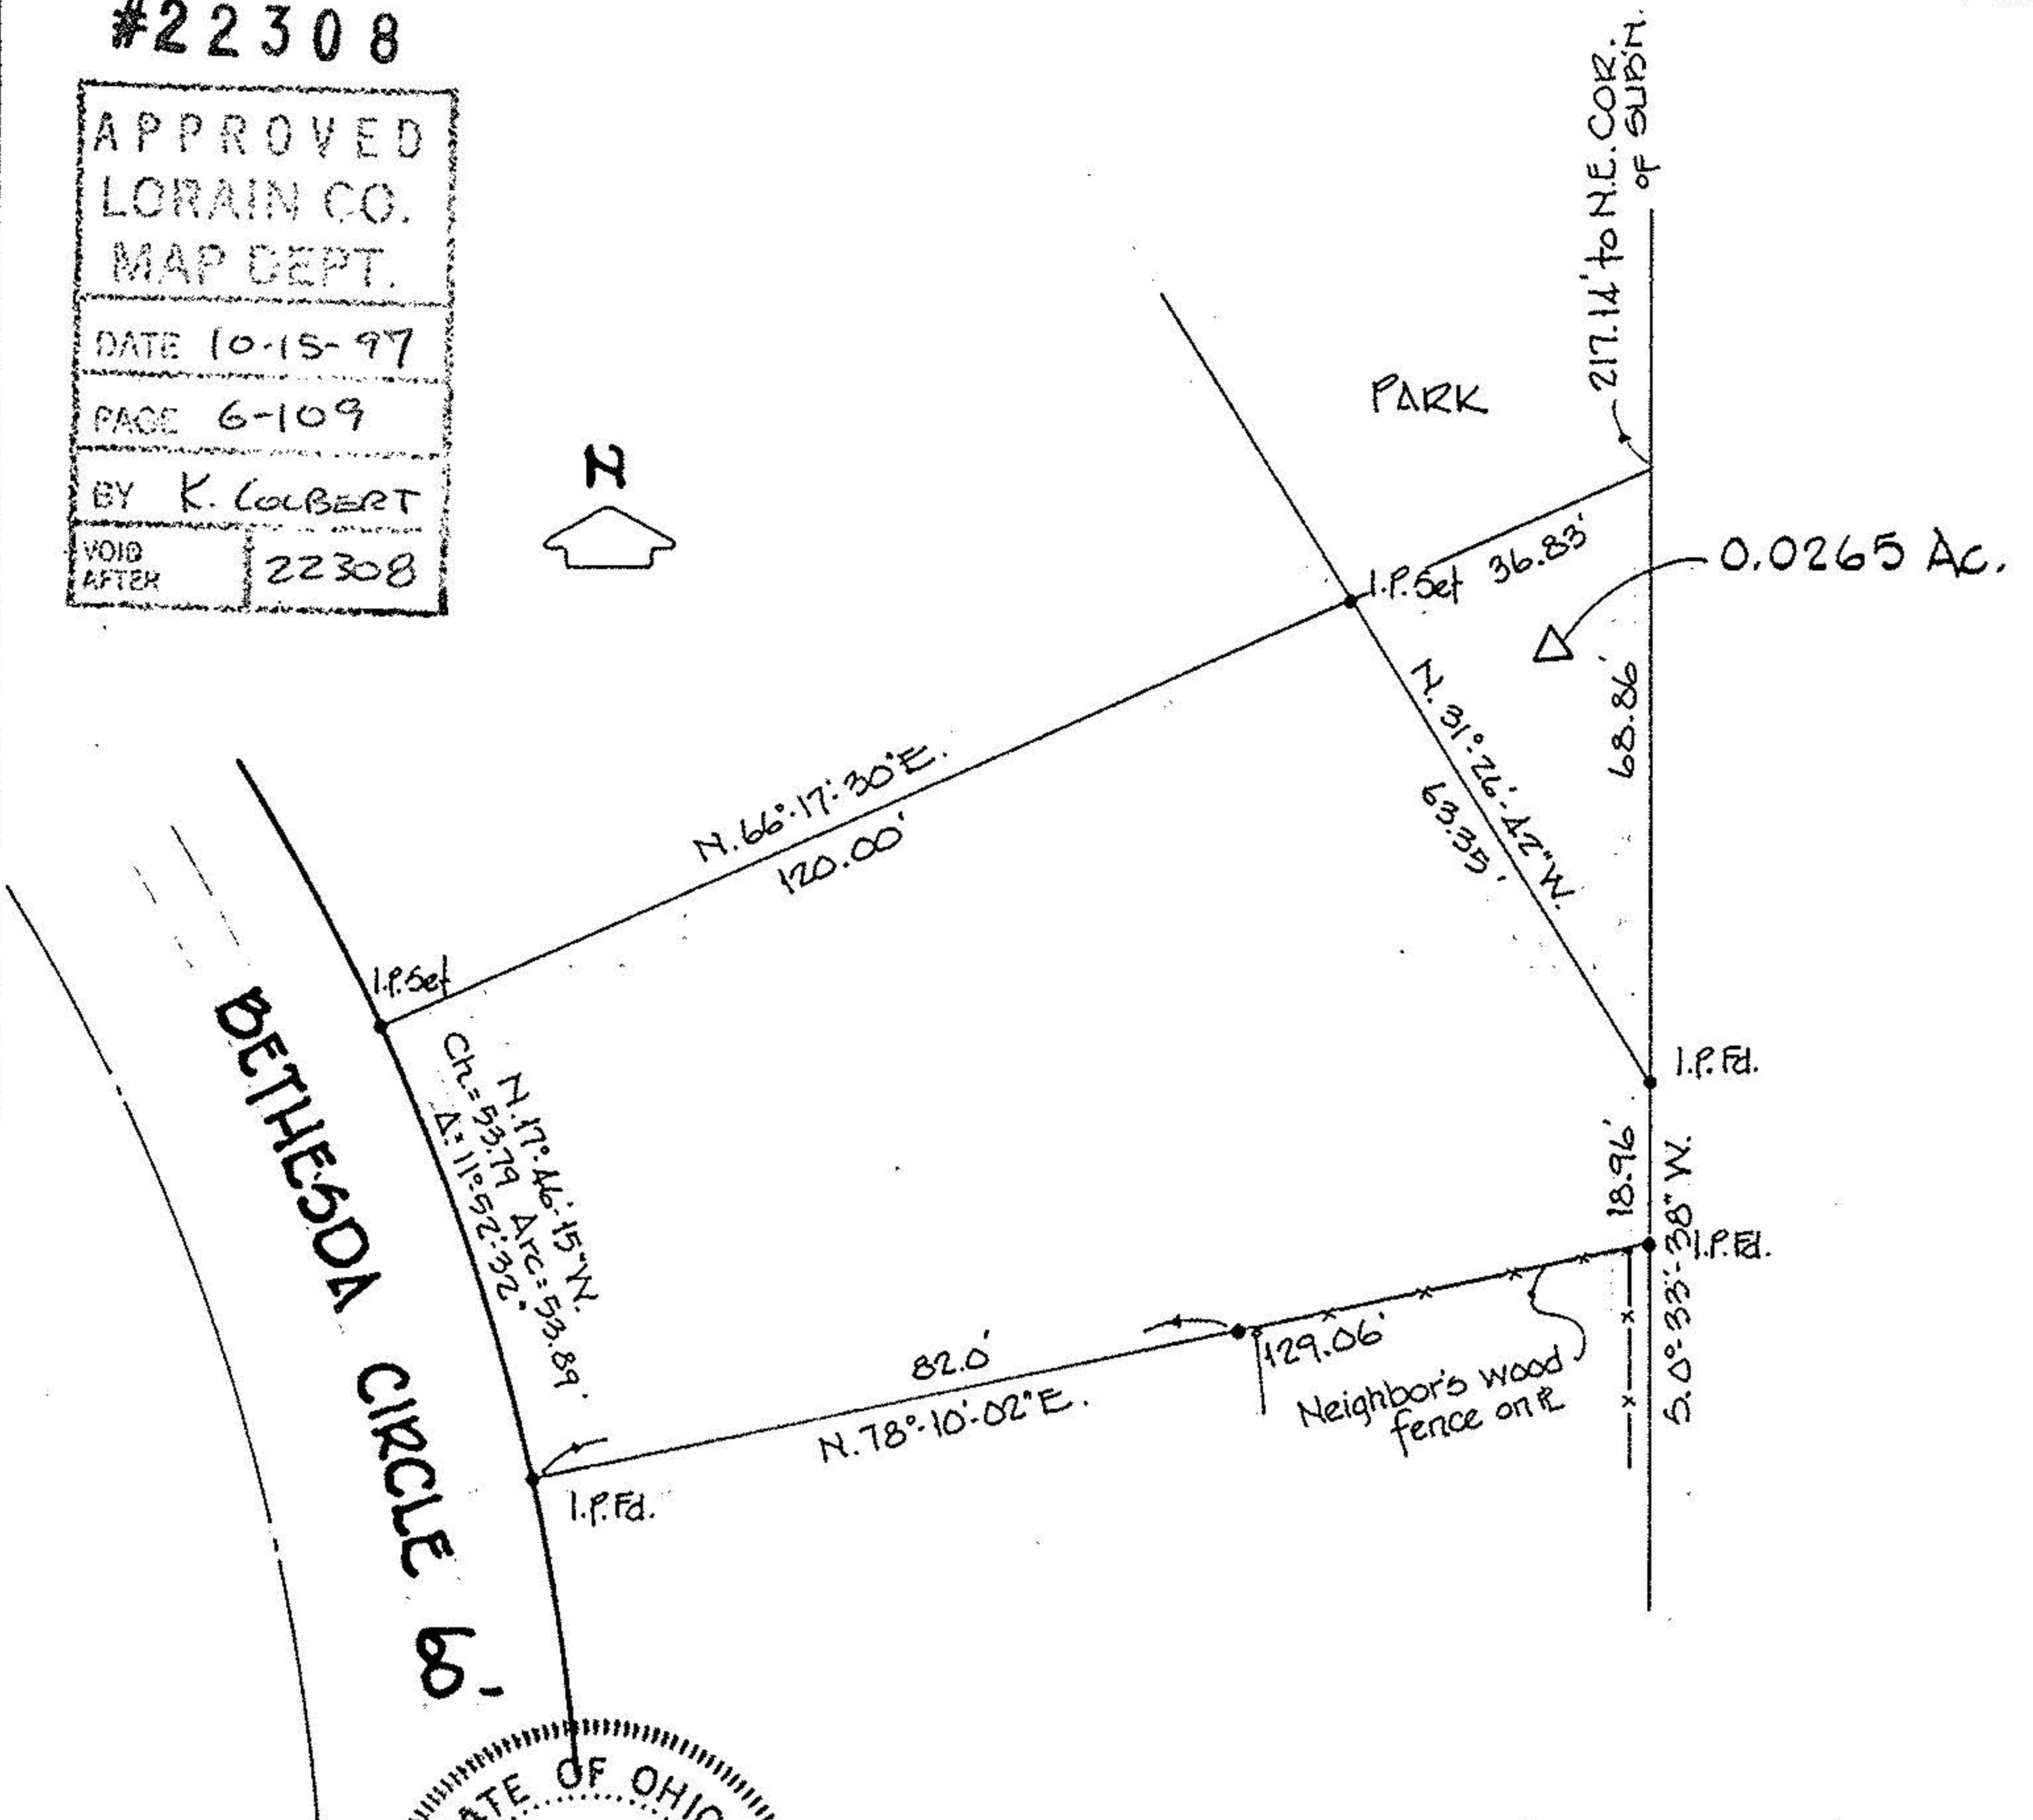 #22308
APPROVED
LORAIN CO.
MAP DEPT.
DATE 10-15-97
PAGE 6-109
BY K. COLBERT
VOID
AFTER
22308
N
217.14' to N.E. COR.
of SUB'N.
PARK
I.P. Set
36.83'
0.0265 Ac.
68.86'
N. 31°-26'-42" W.
63.35'
N. 66°-17'-30" E.
120.00'
I.P. Set
N. 17°-46'-15" W.
Ch.=53.79 Arc=53.89'
Δ=11°-52'-32"
I.P. Fd.
18.96'
S. 0°-33'-38" W.
I.P. Fd.
129.06'
82.0'
N. 78°-10'-02" E.
Neighbor's wood
fence on ⅊
I.P. Fd.
BETHESDA CIRCLE 60'
ATE OF OHIO